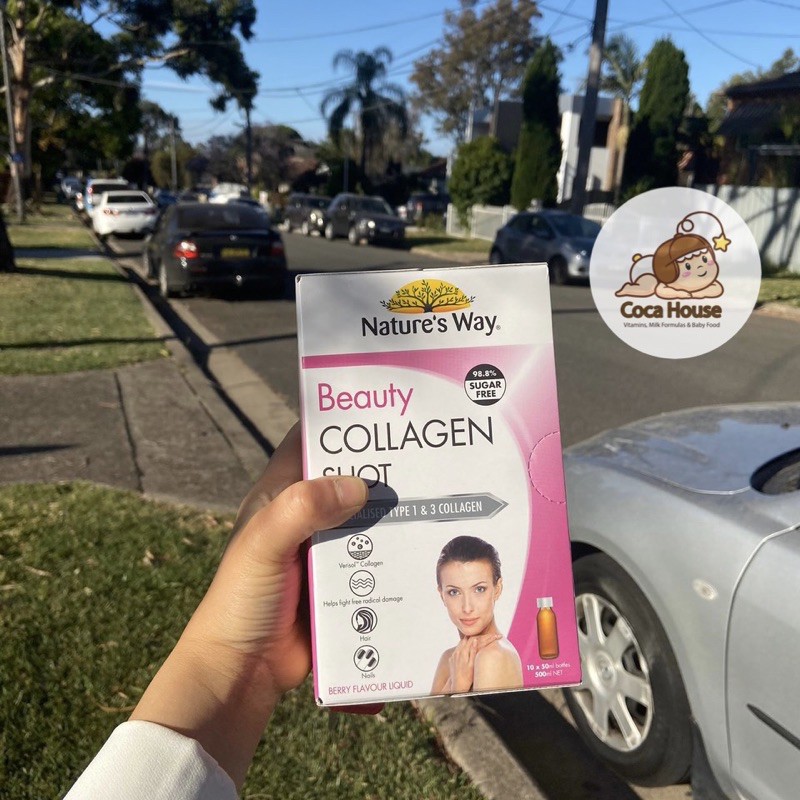 Nature's Way®
98.8%
SUGAR
FREE
Beauty
COLLAGEN
SHOT
TYPE 1 & 3 COLLAGEN
Verisol™ Collagen
Helps fight free radical damage
Hair
Nails
BERRY FLAVOUR LIQUID
10 x 50ml bottles
500ml NET
Coca House
Vitamins, Milk Formulas & Baby Food